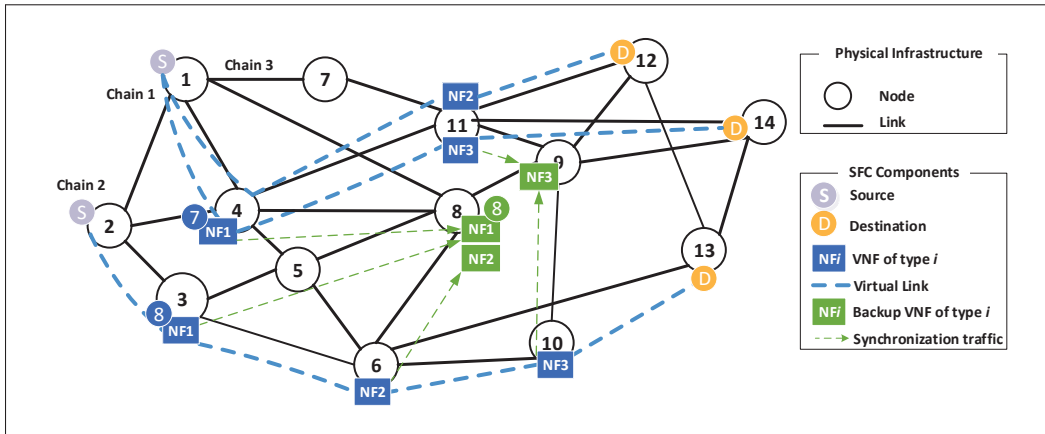 S
1
Chain 3
7
Chain 1
Chain 2
S
2
7
4
NF1
3
8
NF1
5
6
NF2
8
8
NF1
NF2
NF2
11
NF3
9
NF3
10
NF3
D
12
D
14
13
D
Physical Infrastructure
Node
Link
SFC Components
S Source
D Destination
NFi VNF of type i
Virtual Link
NFi Backup VNF of type i
Synchronization traffic